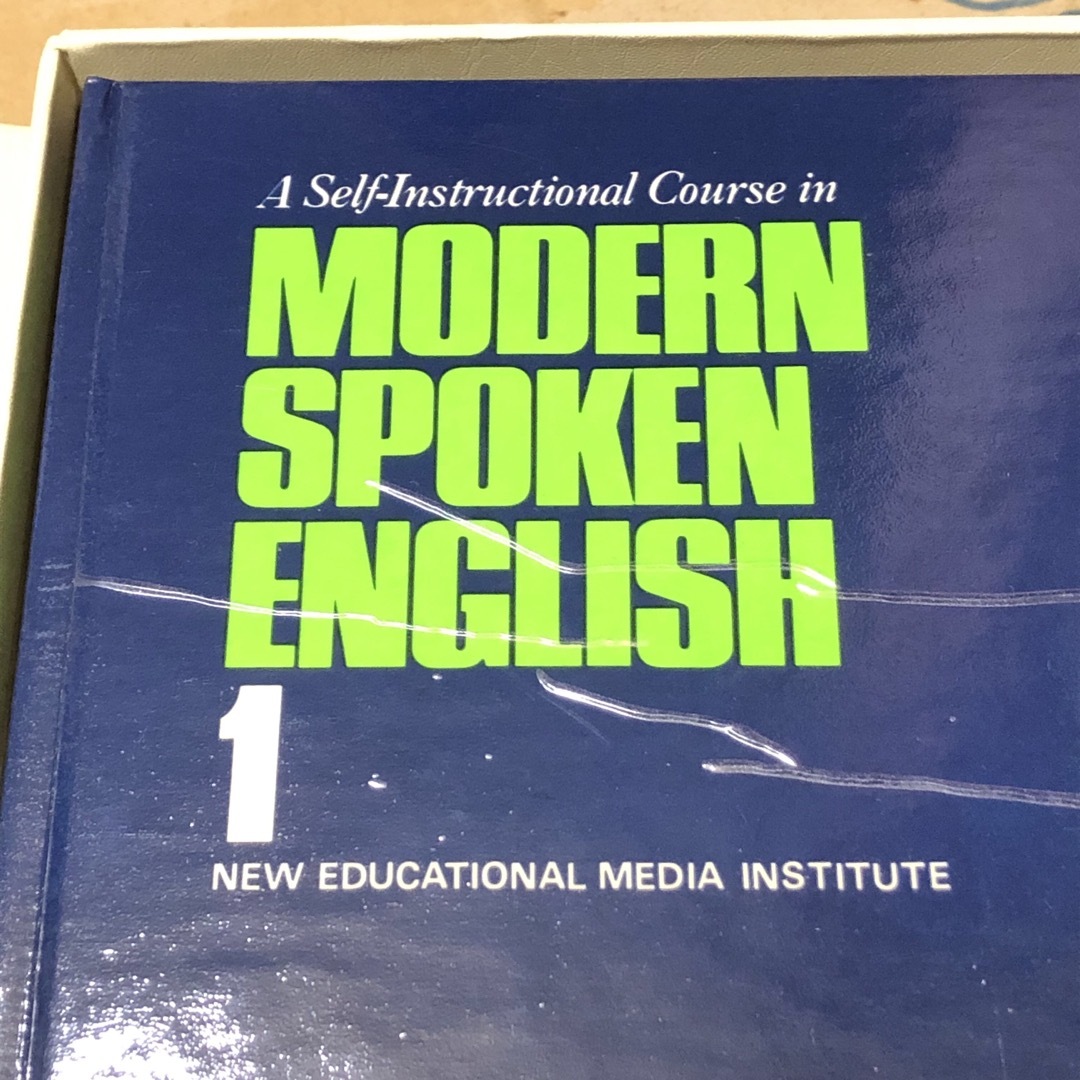 A Self-Instructional Course in
MODERN
SPOKEN
ENGLISH
1
NEW EDUCATIONAL MEDIA INSTITUTE